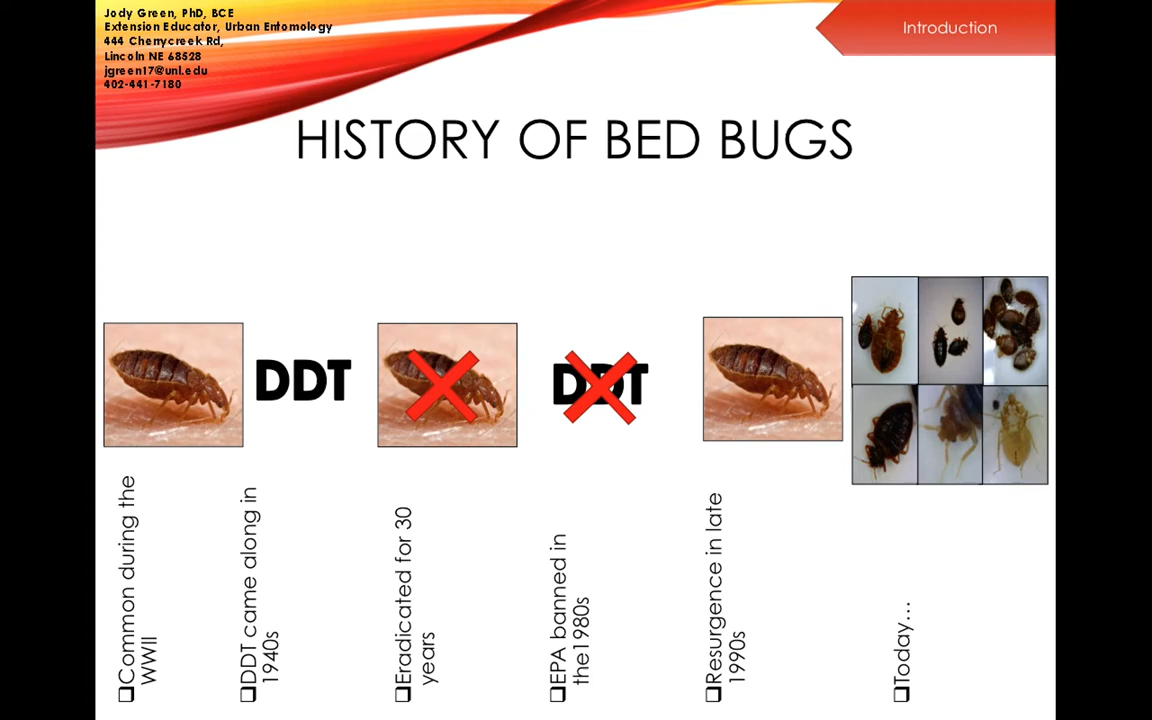 Jody Green, PhD, BCE
Extension Educator, Urban Entomology
444 Cherrycreek Rd,
Lincoln NE 68528
jgreen17@unl.edu
402-441-7180
Introduction
HISTORY OF BED BUGS
DDT
DDT
❑Common during the
WWII
❑DDT came along in
1940s
❑Eradicated for 30
years
❑EPA banned in
the1980s
❑Resurgence in late
1990s
❑Today…